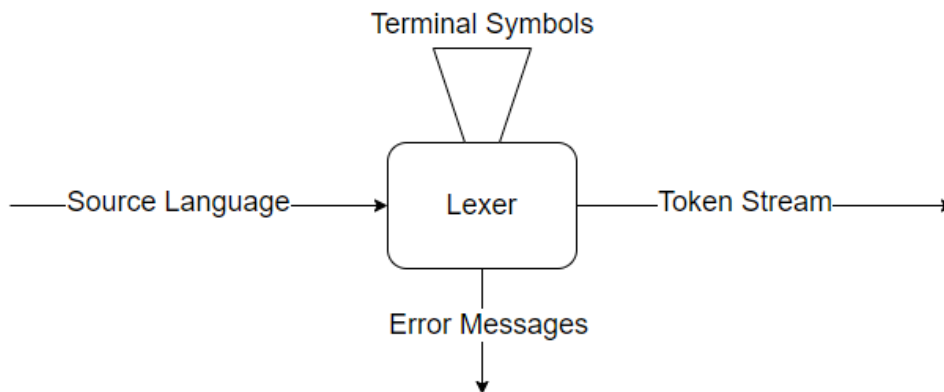 Terminal Symbols
Source Language
Lexer
Token Stream
Error Messages